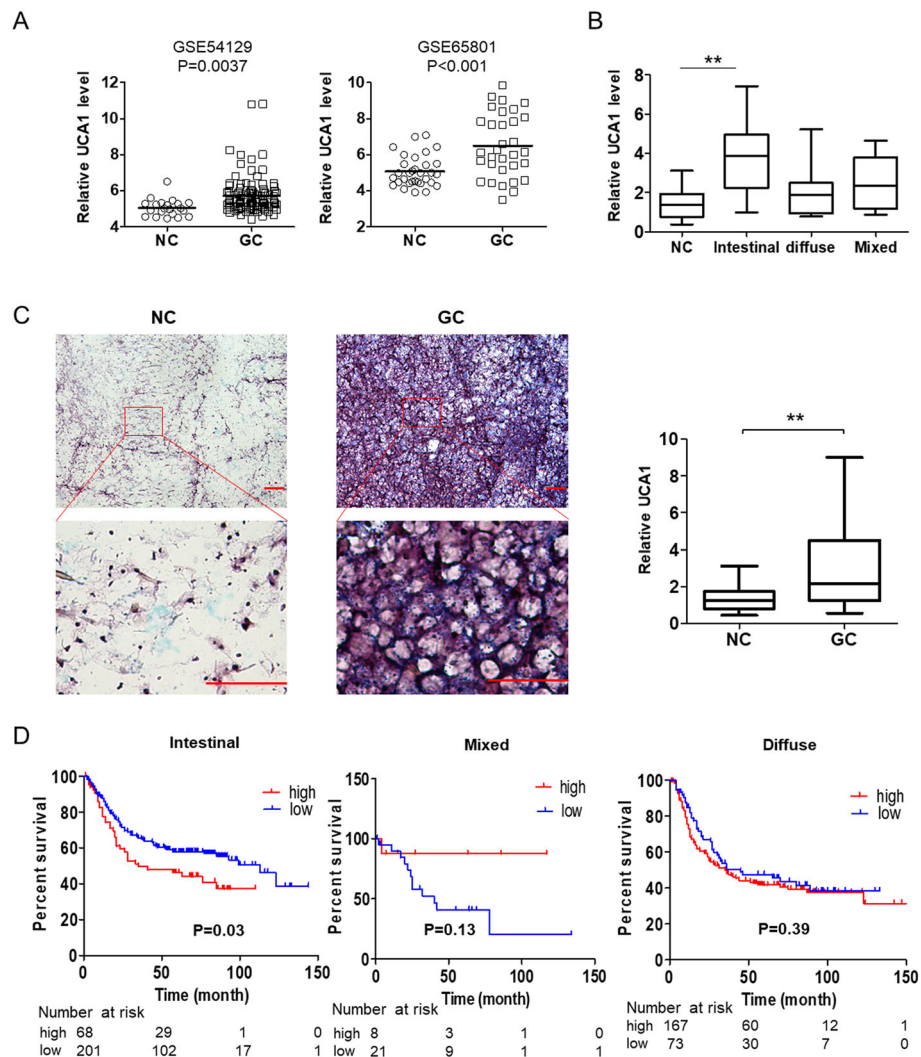 A
GSE54129
P=0.0037
Relative UCA1 level
12
10
8
6
4
NC
GC
GSE65801
P<0.001
Relative UCA1 level
10
8
6
4
2
NC
GC
B
**
Relative UCA1 level
8
6
4
2
0
NC
Intestinal
diffuse
Mixed
C
NC
GC
**
Relative UCA1
10
8
6
4
2
0
NC
GC
D
Intestinal
high
low
Percent survival
100
80
60
40
20
0
P=0.03
0 50 100 150
Time (month)
Number at risk
high 68 29 1 0
low 201 102 17 1
Mixed
high
low
Percent survival
150
100
50
0
P=0.13
0 50 100 150
Time (month)
Number at risk
high 8 3 1 0
low 21 9 1 1
Diffuse
high
low
Percent survival
100
80
60
40
20
0
P=0.39
0 50 100 150
Time (month)
Number at risk
high 167 60 12 1
low 73 30 7 0